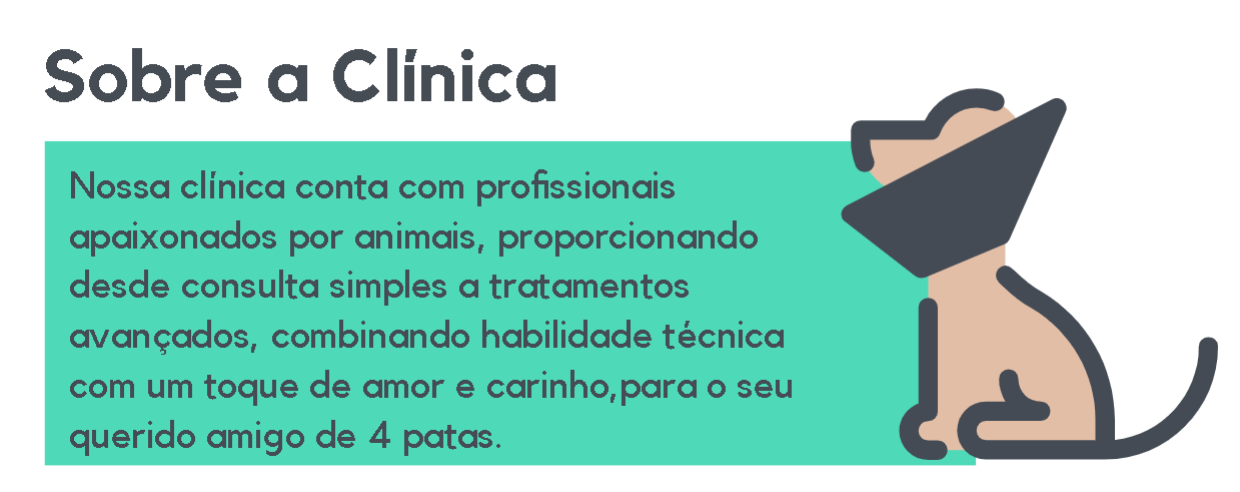 Sobre a Clínica
Nossa clínica conta com profissionais
apaixonados por animais, proporcionando
desde consulta simples a tratamentos
avançados, combinando habilidade técnica
com um toque de amor e carinho,para o seu
querido amigo de 4 patas.